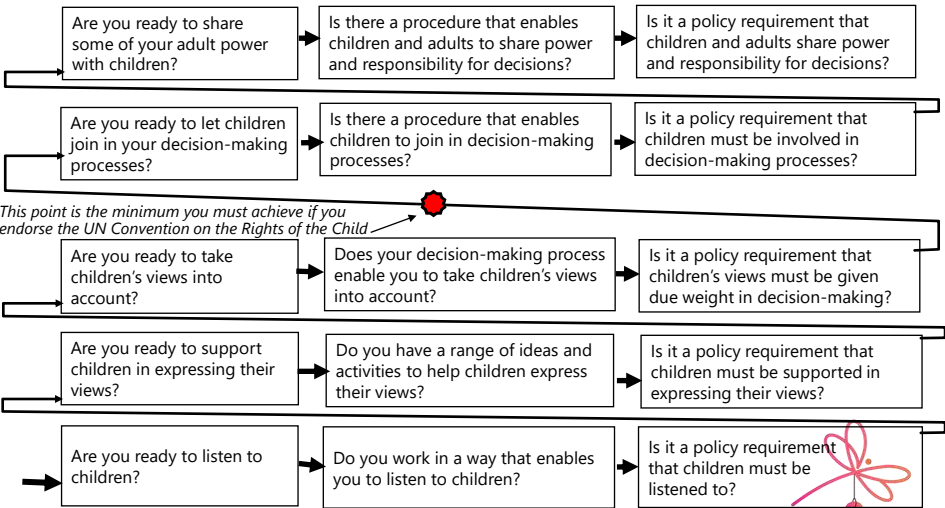 Are you ready to share
some of your adult power
with children?
Is there a procedure that enables
children and adults to share power
and responsibility for decisions?
Is it a policy requirement that
children and adults share power
and responsibility for decisions?
Are you ready to let children
join in your decision-making
processes?
Is there a procedure that enables
children to join in decision-making
processes?
Is it a policy requirement that
children must be involved in
decision-making processes?
This point is the minimum you must achieve if you
endorse the UN Convention on the Rights of the Child
Are you ready to take
children’s views into
account?
Does your decision-making process
enable you to take children’s views
into account?
Is it a policy requirement that
children’s views must be given
due weight in decision-making?
Are you ready to support
children in expressing their
views?
Do you have a range of ideas and
activities to help children express
their views?
Is it a policy requirement that
children must be supported in
expressing their views?
Are you ready to listen to
children?
Do you work in a way that enables
you to listen to children?
Is it a policy requirement
that children must be
listened to?